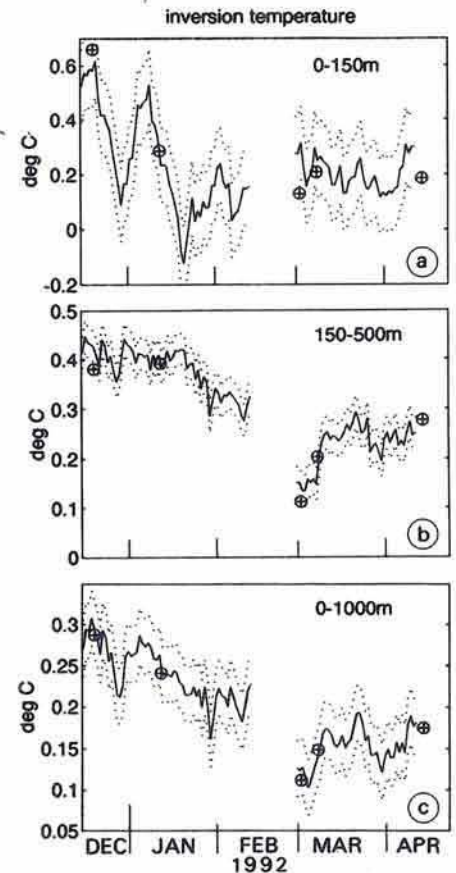 inversion temperature
0-150m
0.6
0.4
0.2
0
-0.2
deg C
a
150-500m
0.5
0.4
0.3
0.2
0.1
0
deg C
b
0-1000m
0.3
0.25
0.2
0.15
0.1
0.05
deg C
c
DEC JAN FEB MAR APR
1992